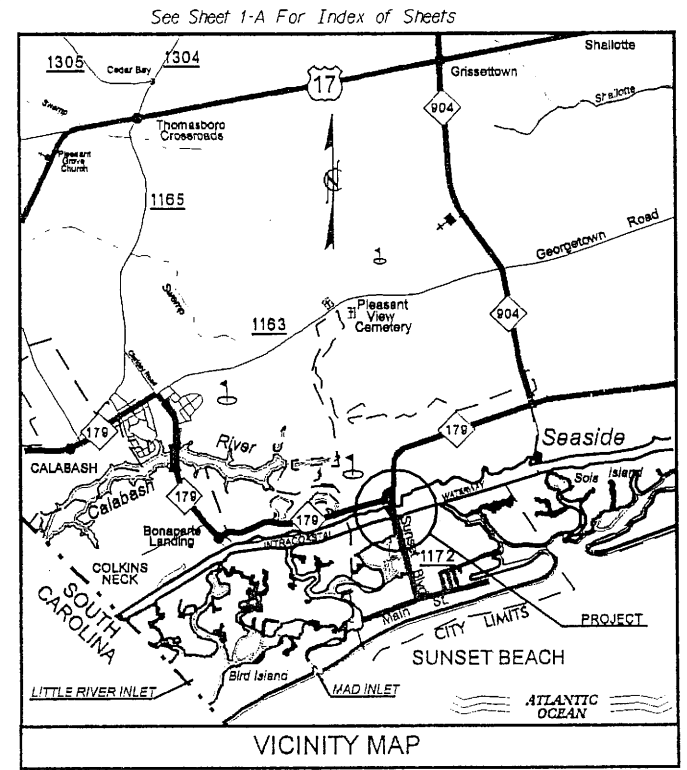 See Sheet 1-A For Index of Sheets
1305
Cedar Bay
1304
Shallotte
17
Grissettown
904
Swamp
Shallotte
Thomasboro
Crossroads
Pleasant
Grove
Church
1165
N
Georgetown Road
Swamp
1163
Pleasant
View
Cemetery
904
179
179
River
Seaside
CALABASH
Calabash
179
WATERWAY
Sols Island
179
Bonaparte
Landing
INTRACOASTAL
Sunset Blvd
1172
COLKINS
NECK
SOUTH
CAROLINA
Main St.
CITY LIMITS
PROJECT
SUNSET BEACH
Bird Island
LITTLE RIVER INLET
MAD INLET
ATLANTIC
OCEAN
VICINITY MAP